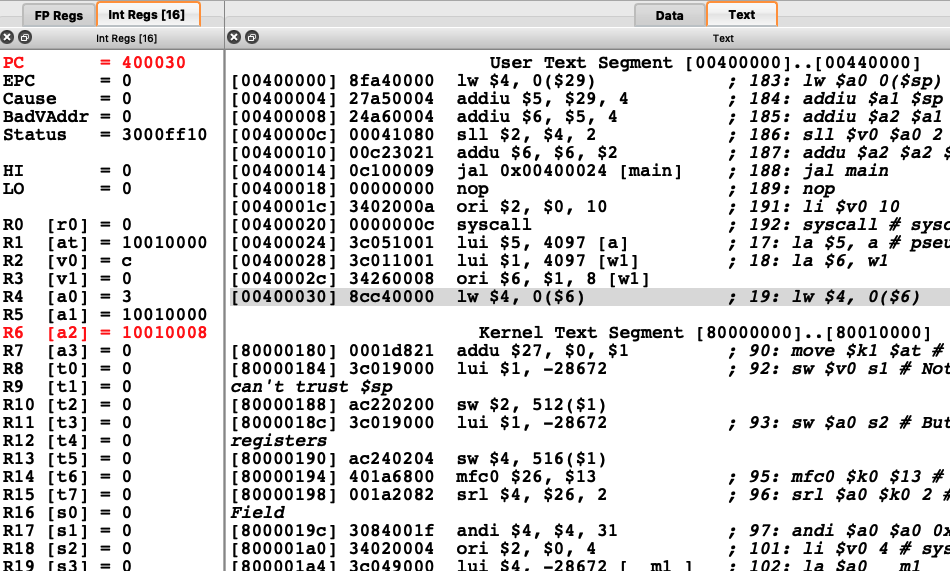 FP Regs
Int Regs [16]
Data
Text
Int Regs [16]
Text
PC = 400030
EPC = 0
Cause = 0
BadVAddr = 0
Status = 3000ff10
HI = 0
LO = 0
R0 [r0] = 0
R1 [at] = 10010000
R2 [v0] = c
R3 [v1] = 0
R4 [a0] = 3
R5 [a1] = 10010000
R6 [a2] = 10010008
R7 [a3] = 0
R8 [t0] = 0
R9 [t1] = 0
R10 [t2] = 0
R11 [t3] = 0
R12 [t4] = 0
R13 [t5] = 0
R14 [t6] = 0
R15 [t7] = 0
R16 [s0] = 0
R17 [s1] = 0
R18 [s2] = 0
R19 [s3] = 0
User Text Segment [00400000]..[00440000]
[00400000] 8fa40000 lw $4, 0($29) ; 183: lw $a0 0($sp)
[00400004] 27a50004 addiu $5, $29, 4 ; 184: addiu $a1 $sp
[00400008] 24a60004 addiu $6, $5, 4 ; 185: addiu $a2 $a1
[0040000c] 00041080 sll $2, $4, 2 ; 186: sll $v0 $a0 2
[00400010] 00c23021 addu $6, $6, $2 ; 187: addu $a2 $a2 $
[00400014] 0c100009 jal 0x00400024 [main] ; 188: jal main
[00400018] 00000000 nop ; 189: nop
[0040001c] 3402000a ori $2, $0, 10 ; 191: li $v0 10
[00400020] 0000000c syscall ; 192: syscall # sysc
[00400024] 3c051001 lui $5, 4097 [a] ; 17: la $5, a # pseu
[00400028] 3c011001 lui $1, 4097 [w1] ; 18: la $6, w1
[0040002c] 34260008 ori $6, $1, 8 [w1]
[00400030] 8cc40000 lw $4, 0($6) ; 19: lw $4, 0($6)
Kernel Text Segment [80000000]..[80010000]
[80000180] 0001d821 addu $27, $0, $1 ; 90: move $k1 $at #
[80000184] 3c019000 lui $1, -28672 ; 92: sw $v0 s1 # Not
can't trust $sp
[80000188] ac220200 sw $2, 512($1)
[8000018c] 3c019000 lui $1, -28672 ; 93: sw $a0 s2 # But
registers
[80000190] ac240204 sw $4, 516($1)
[80000194] 401a6800 mfc0 $26, $13 ; 95: mfc0 $k0 $13 #
[80000198] 001a2082 srl $4, $26, 2 ; 96: srl $a0 $k0 2 #
Field
[8000019c] 3084001f andi $4, $4, 31 ; 97: andi $a0 $a0 0x
[800001a0] 34020004 ori $2, $0, 4 ; 101: li $v0 4 # sys
[800001a4] 3c049000 lui $4, -28672 [__m1_] ; 102: la $a0 __m1_